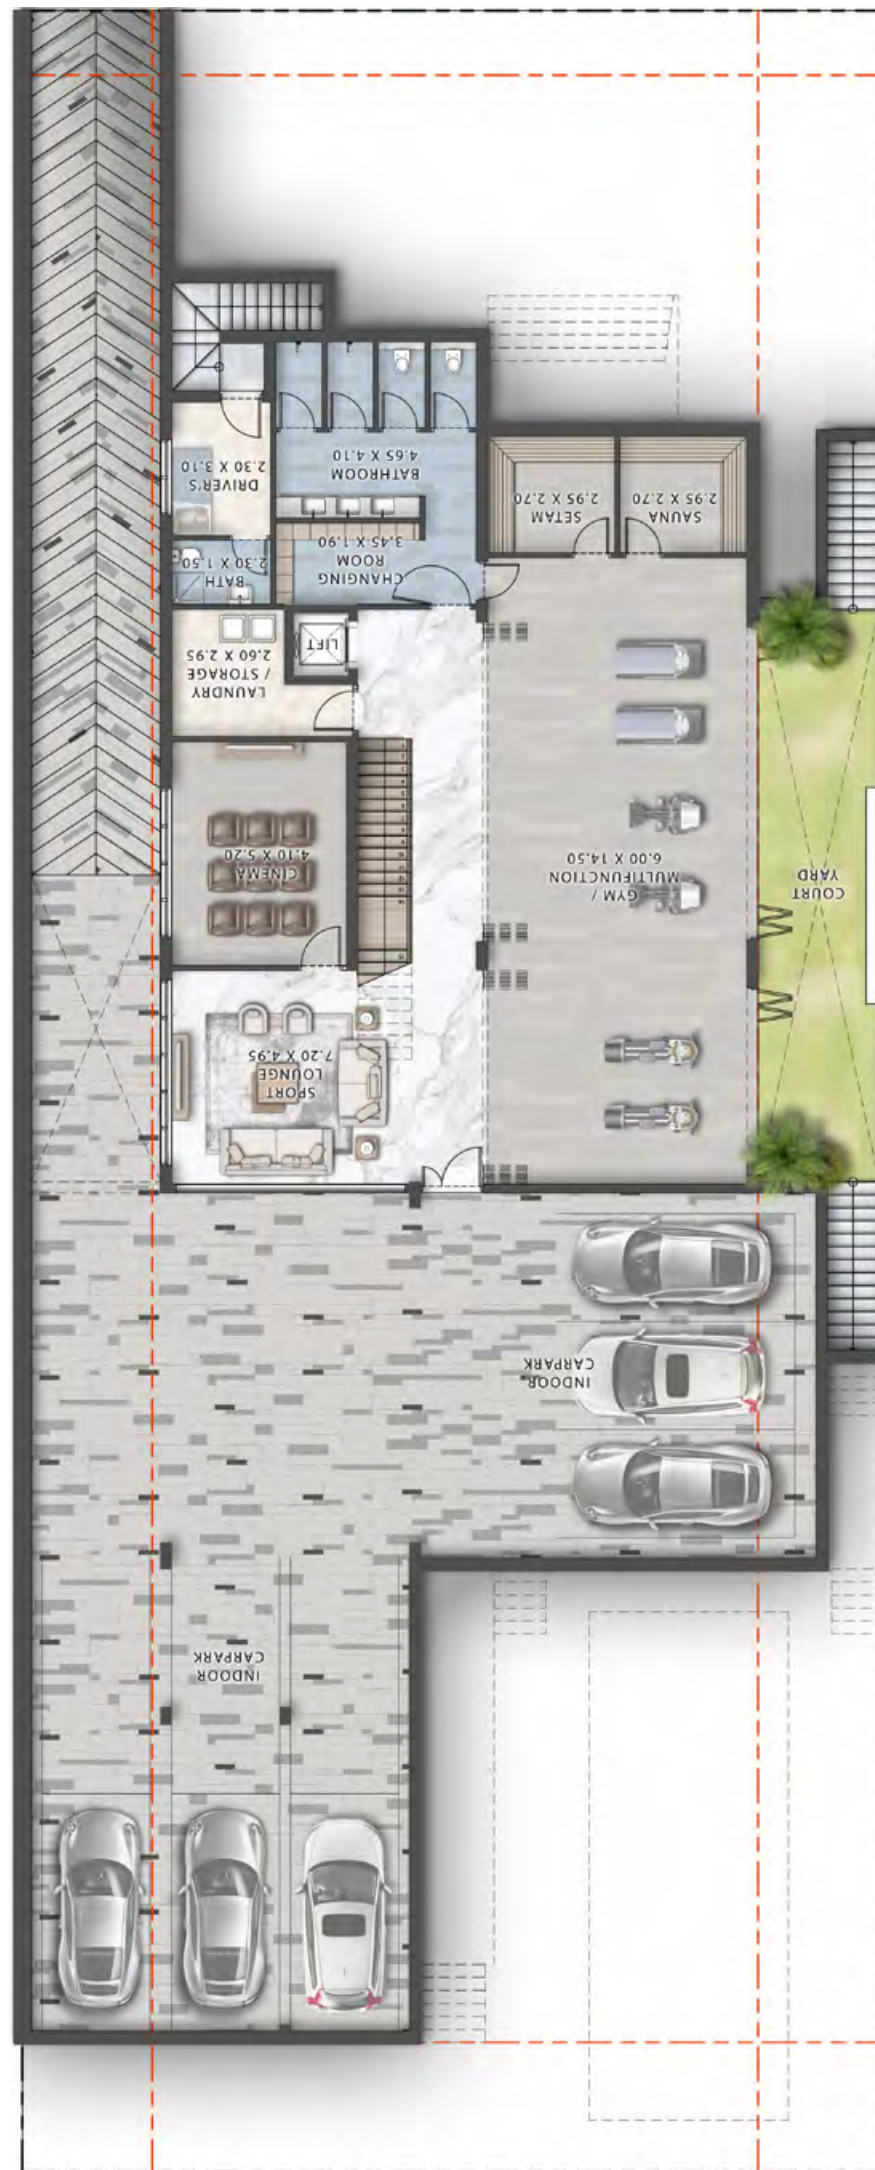 INDOOR
CARPARK
INDOOR
CARPARK
SPORT
LOUNGE
7.20 X 4.95
COURT
YARD
GYM /
MULTIFUNCTION
6.00 X 14.50
CINEMA
4.10 X 5.20
LAUNDRY
/ STORAGE
2.60 X 2.95
LIFT
CHANGING
ROOM
3.45 X 1.90
BATH
2.30 X 1.50
SAUNA
2.95 X 2.70
SETAM
2.95 X 2.70
BATHROOM
4.65 X 4.10
DRIVER'S
2.30 X 3.10